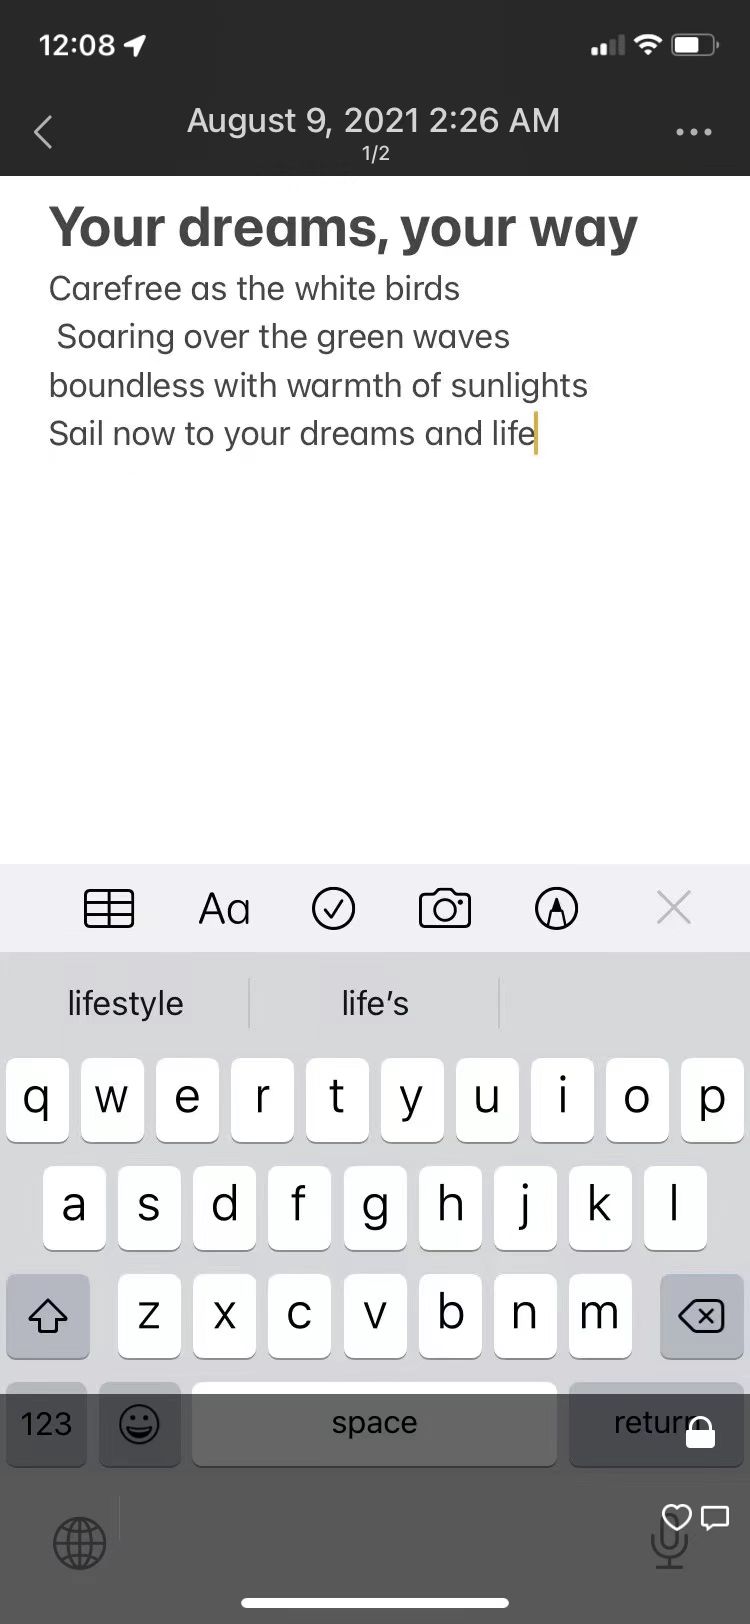 12:08
August 9, 2021 2:26 AM
1/2
Your dreams, your way
Carefree as the white birds
Soaring over the green waves
boundless with warmth of sunlights
Sail now to your dreams and life
Aa
lifestyle life's
q w e r t y u i o p
a s d f g h j k l
z x c v b n m
123 space return